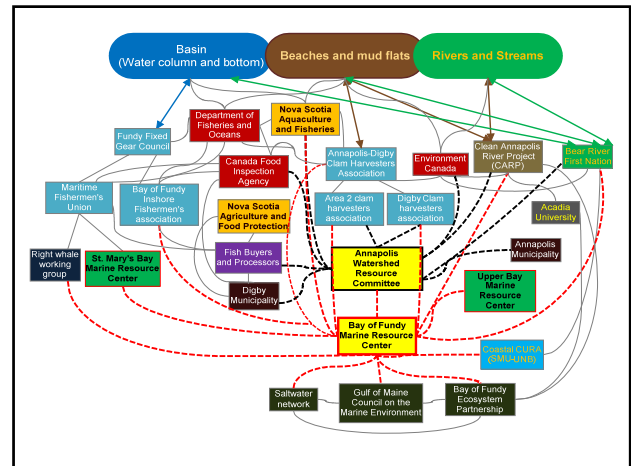 Basin
(Water column and bottom)
Beaches and mud flats
Rivers and Streams
Nova Scotia
Aquaculture
and Fisheries
Department of
Fisheries and
Oceans
Fundy Fixed
Gear Council
Annapolis-Digby
Clam Harvesters
Association
Environment
Canada
Clean Annapolis
River Project
(CARP)
Bear River
First Nation
Canada Food
Inspection
Agency
Maritime
Fishermen's
Union
Bay of Fundy
Inshore
Fishermen's
association
Nova Scotia
Agriculture and
Food Protection
Area 2 clam
harvesters
association
Digby Clam
harvesters
association
Acadia
University
Right whale
working
group
St. Mary's Bay
Marine Resource
Center
Fish Buyers
and Processors
Annapolis
Watershed
Resource
Committee
Annapolis
Municipality
Digby
Municipality
Upper Bay
Marine
Resource
Center
Bay of Fundy
Marine Resource
Center
Coastal CURA
(SMU-UNB)
Saltwater
network
Gulf of Maine
Council on the
Marine Environment
Bay of Fundy
Ecosystem
Partnership